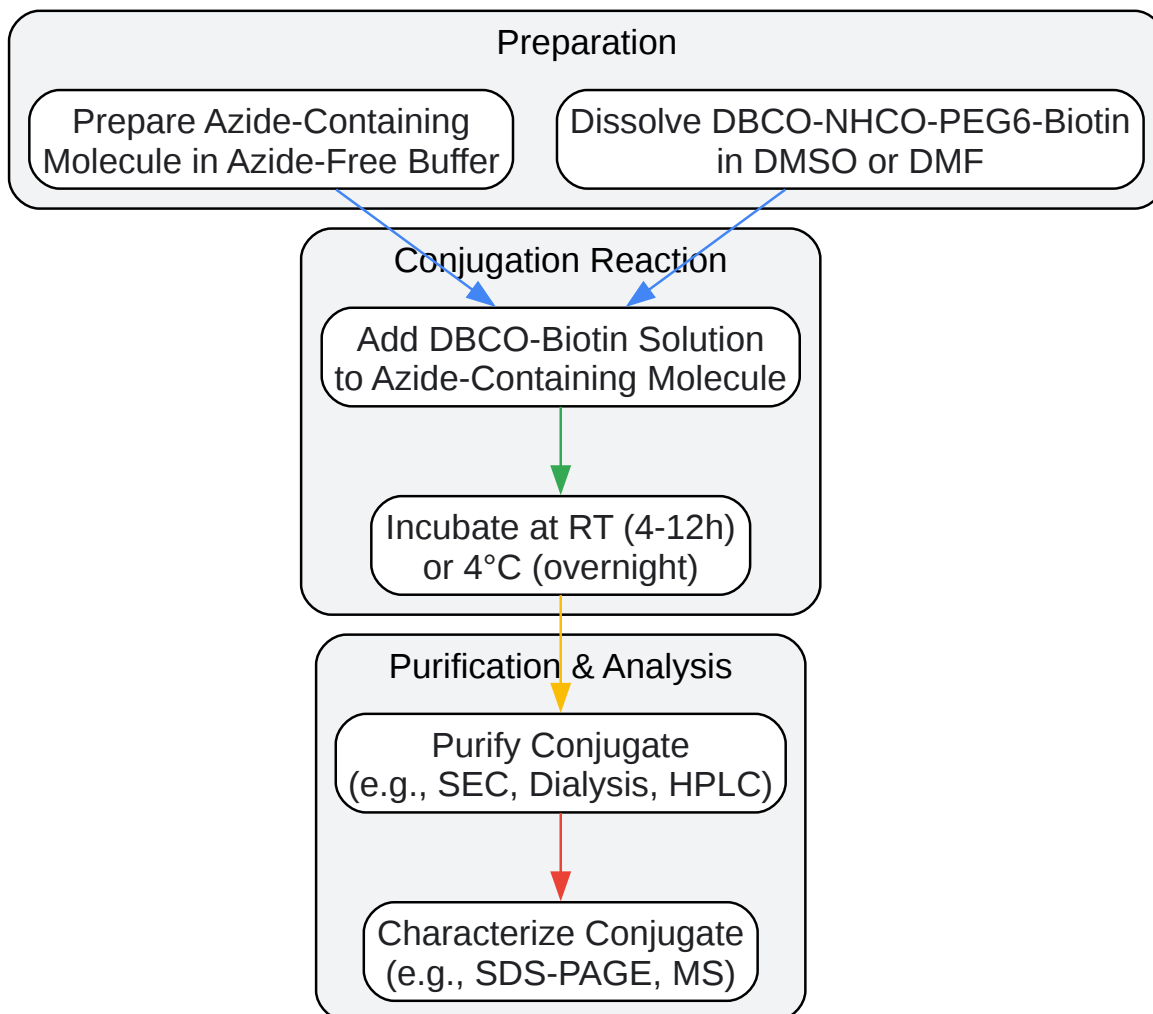 Preparation
Prepare Azide-Containing
Molecule in Azide-Free Buffer
Dissolve DBCO-NHCO-PEG6-Biotin
in DMSO or DMF
Conjugation Reaction
Add DBCO-Biotin Solution
to Azide-Containing Molecule
Incubate at RT (4-12h)
or 4°C (overnight)
Purification & Analysis
Purify Conjugate
(e.g., SEC, Dialysis, HPLC)
Characterize Conjugate
(e.g., SDS-PAGE, MS)